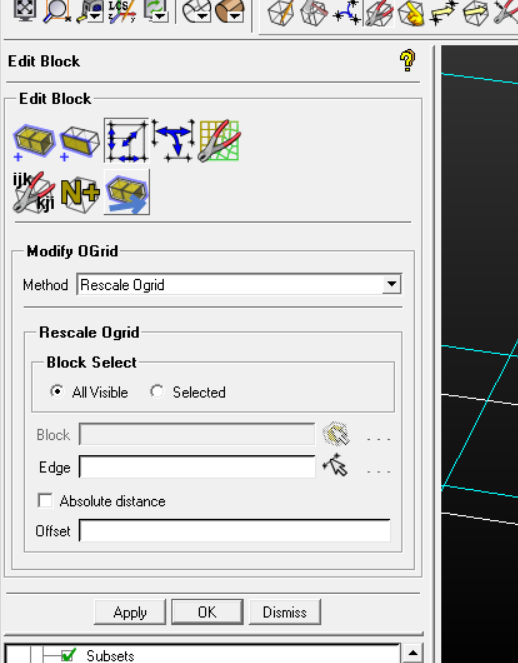 LCS
Edit Block
Edit Block
ijk
kji
N+
Modify OGrid
Method Rescale Ogrid
Rescale Ogrid
Block Select
All Visible Selected
Block ...
Edge ...
Absolute distance
Offset
Apply OK Dismiss
Subsets